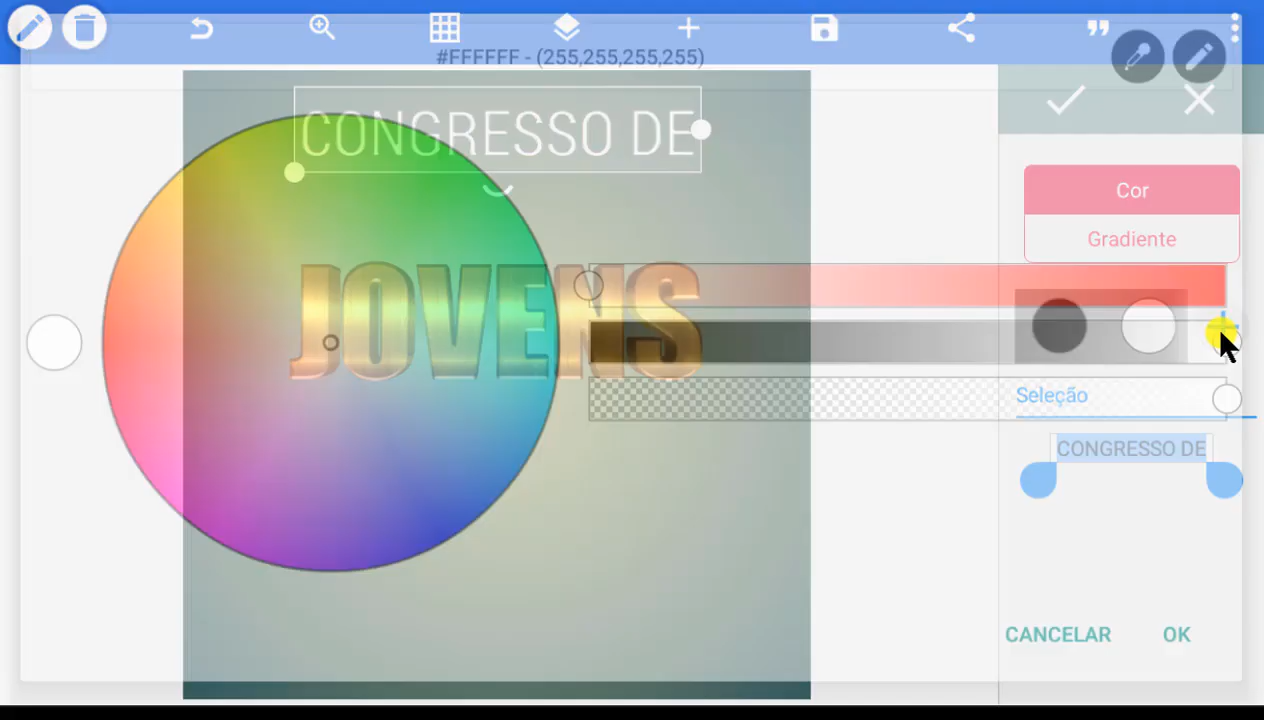 #FFFFFF - (255,255,255,255)
CONGRESSO DE
JOVENS
Cor
Gradiente
Seleção
CONGRESSO DE
CANCELAR OK